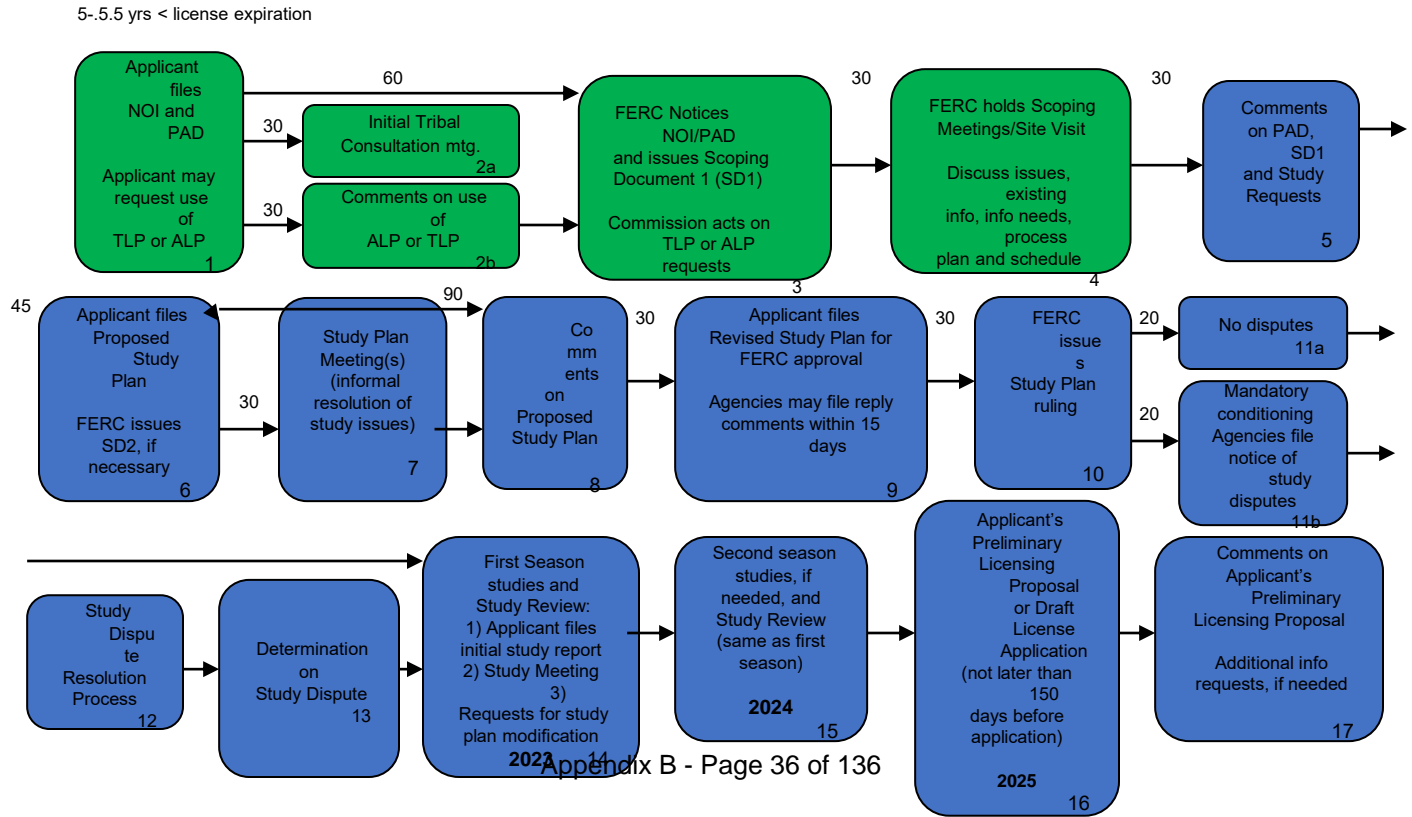 5-.5.5 yrs < license expiration
Applicant
files
NOI and
PAD
Applicant may
request use
of
TLP or ALP
1
60
30
Initial Tribal
Consultation mtg.
2a
30
Comments on use
of
ALP or TLP
2b
FERC Notices
NOI/PAD
and issues Scoping
Document 1 (SD1)
Commission acts on
TLP or ALP
requests
3
30
FERC holds Scoping
Meetings/Site Visit
Discuss issues,
existing
info, info needs,
process
plan and schedule
4
30
Comments
on PAD,
SD1
and Study
Requests
5
45
Applicant files
Proposed
Study
Plan
FERC issues
SD2, if
necessary
6
90
30
Study Plan
Meeting(s)
(informal
resolution of
study issues)
7
Co
mm
ents
on
Proposed
Study Plan
8
30
Applicant files
Revised Study Plan for
FERC approval
Agencies may file reply
comments within 15
days
9
30
FERC
issue
s
Study Plan
ruling
10
20
No disputes
11a
20
Mandatory
conditioning
Agencies file
notice of
study
disputes
11b
Study
Dispu
te
Resolution
Process
12
Determination
on
Study Dispute
13
First Season
studies and
Study Review:
1) Applicant files
initial study report
2) Study Meeting
3)
Requests for study
plan modification
2023
14
Second season
studies, if
needed, and
Study Review
(same as first
season)
2024
15
Applicant's
Preliminary
Licensing
Proposal
or Draft
License
Application
(not later than
150
days before
application)
2025
16
Comments on
Applicant's
Preliminary
Licensing Proposal
Additional info
requests, if needed
17
Appendix B - Page 36 of 136